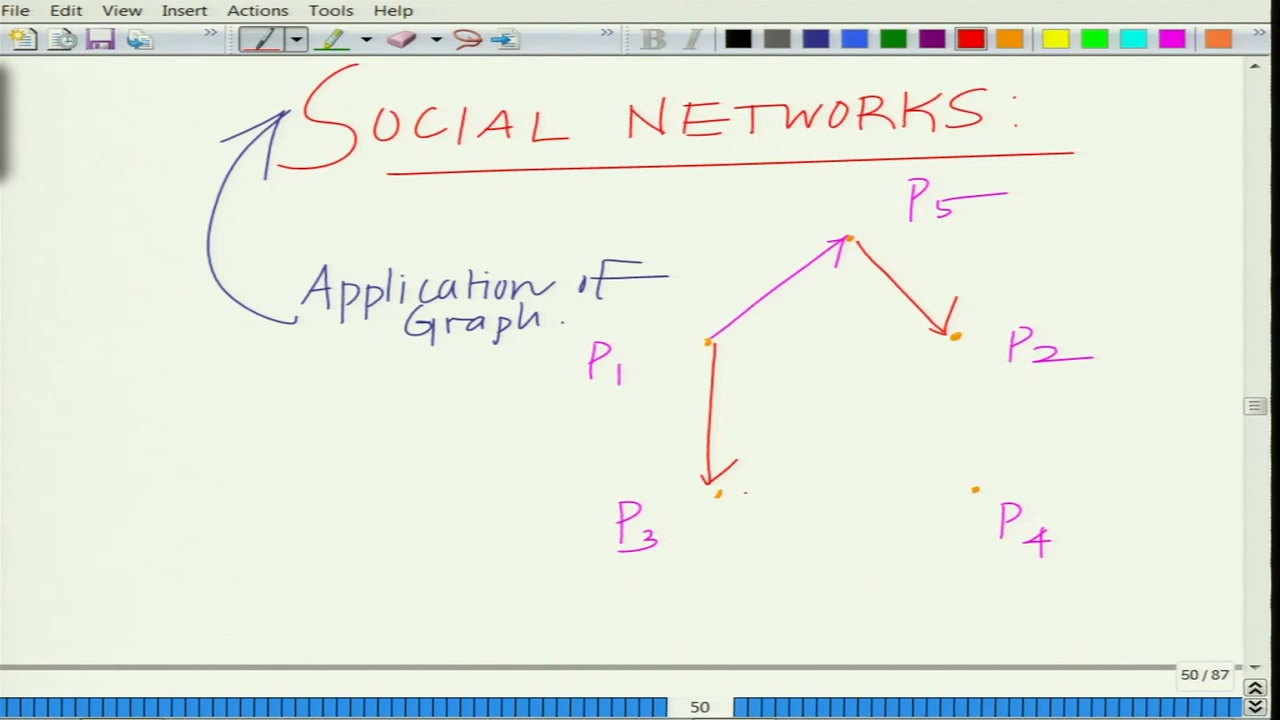 File Edit View Insert Actions Tools Help
B I
SOCIAL NETWORKS:
P5
Application of
Graph.
P1
P2
P3
P4
50 / 87
50